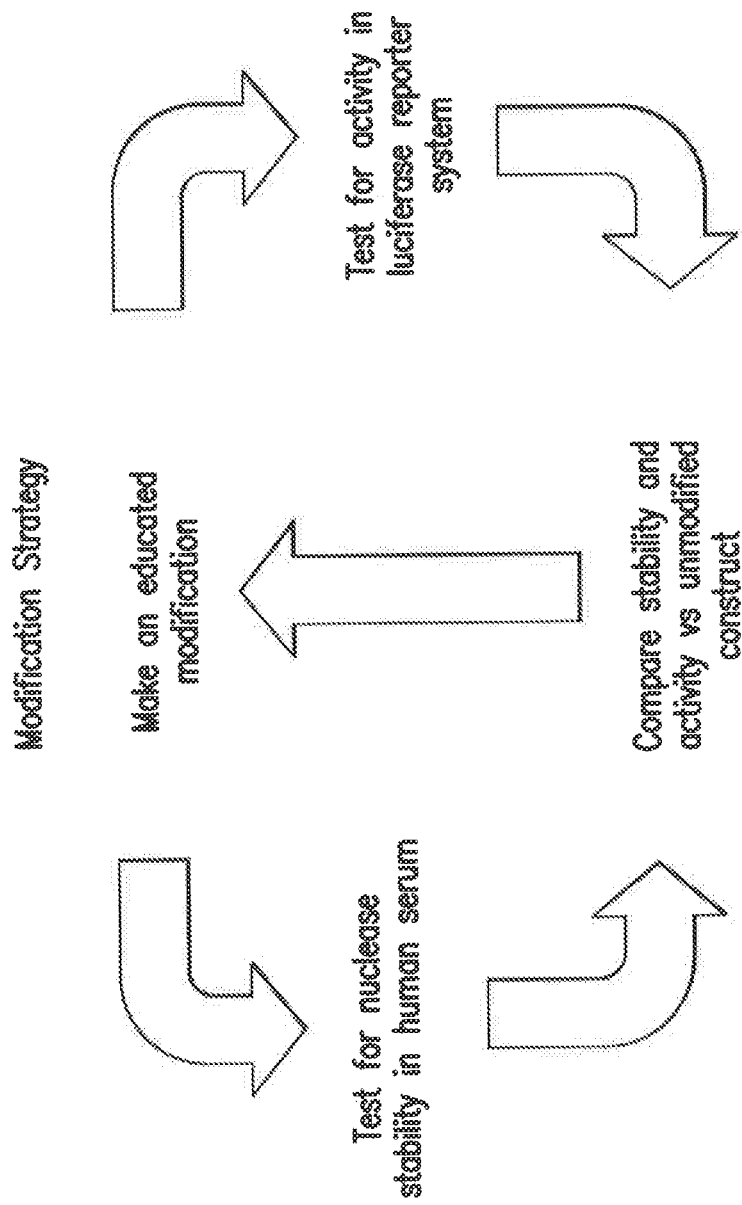 Modification Strategy
Make an educated
modification
Test for nuclease
stability in human serum
Test for activity in
luciferase reporter
system
Compare stability and
activity vs unmodified
construct